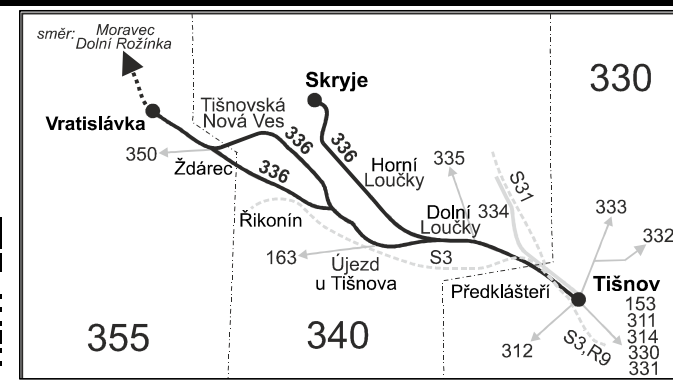 směr: Moravec
Dolní Rožínka
Skryje
330
Tišnovská
Nová Ves
Vratislávka
336
336
350
Ždárec
336
Horní
Loučky
335
S31
Řikonín
Dolní
Loučky
334
333
332
163
Újezd
u Tišnova
S3
Předklášteří
Tišnov
153
311
314
330
331
355
340
312
S3,R9